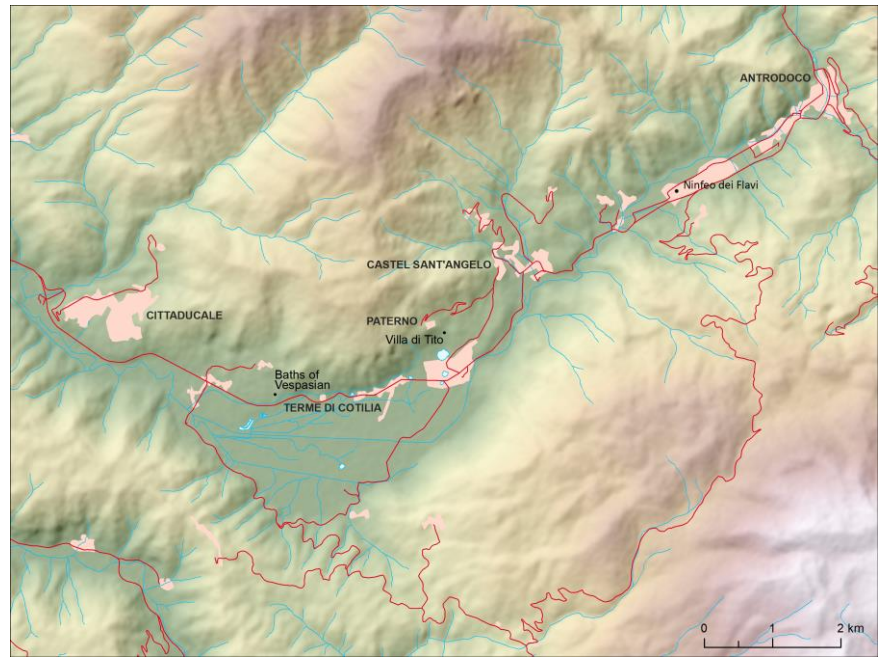 ANTRODOCO
Ninfeo dei Flavi
CASTEL SANT'ANGELO
CITTADUCALE
PATERNO
Villa di Tito
Baths of
Vespasian
TERME DI COTILIA
0 1 2 km